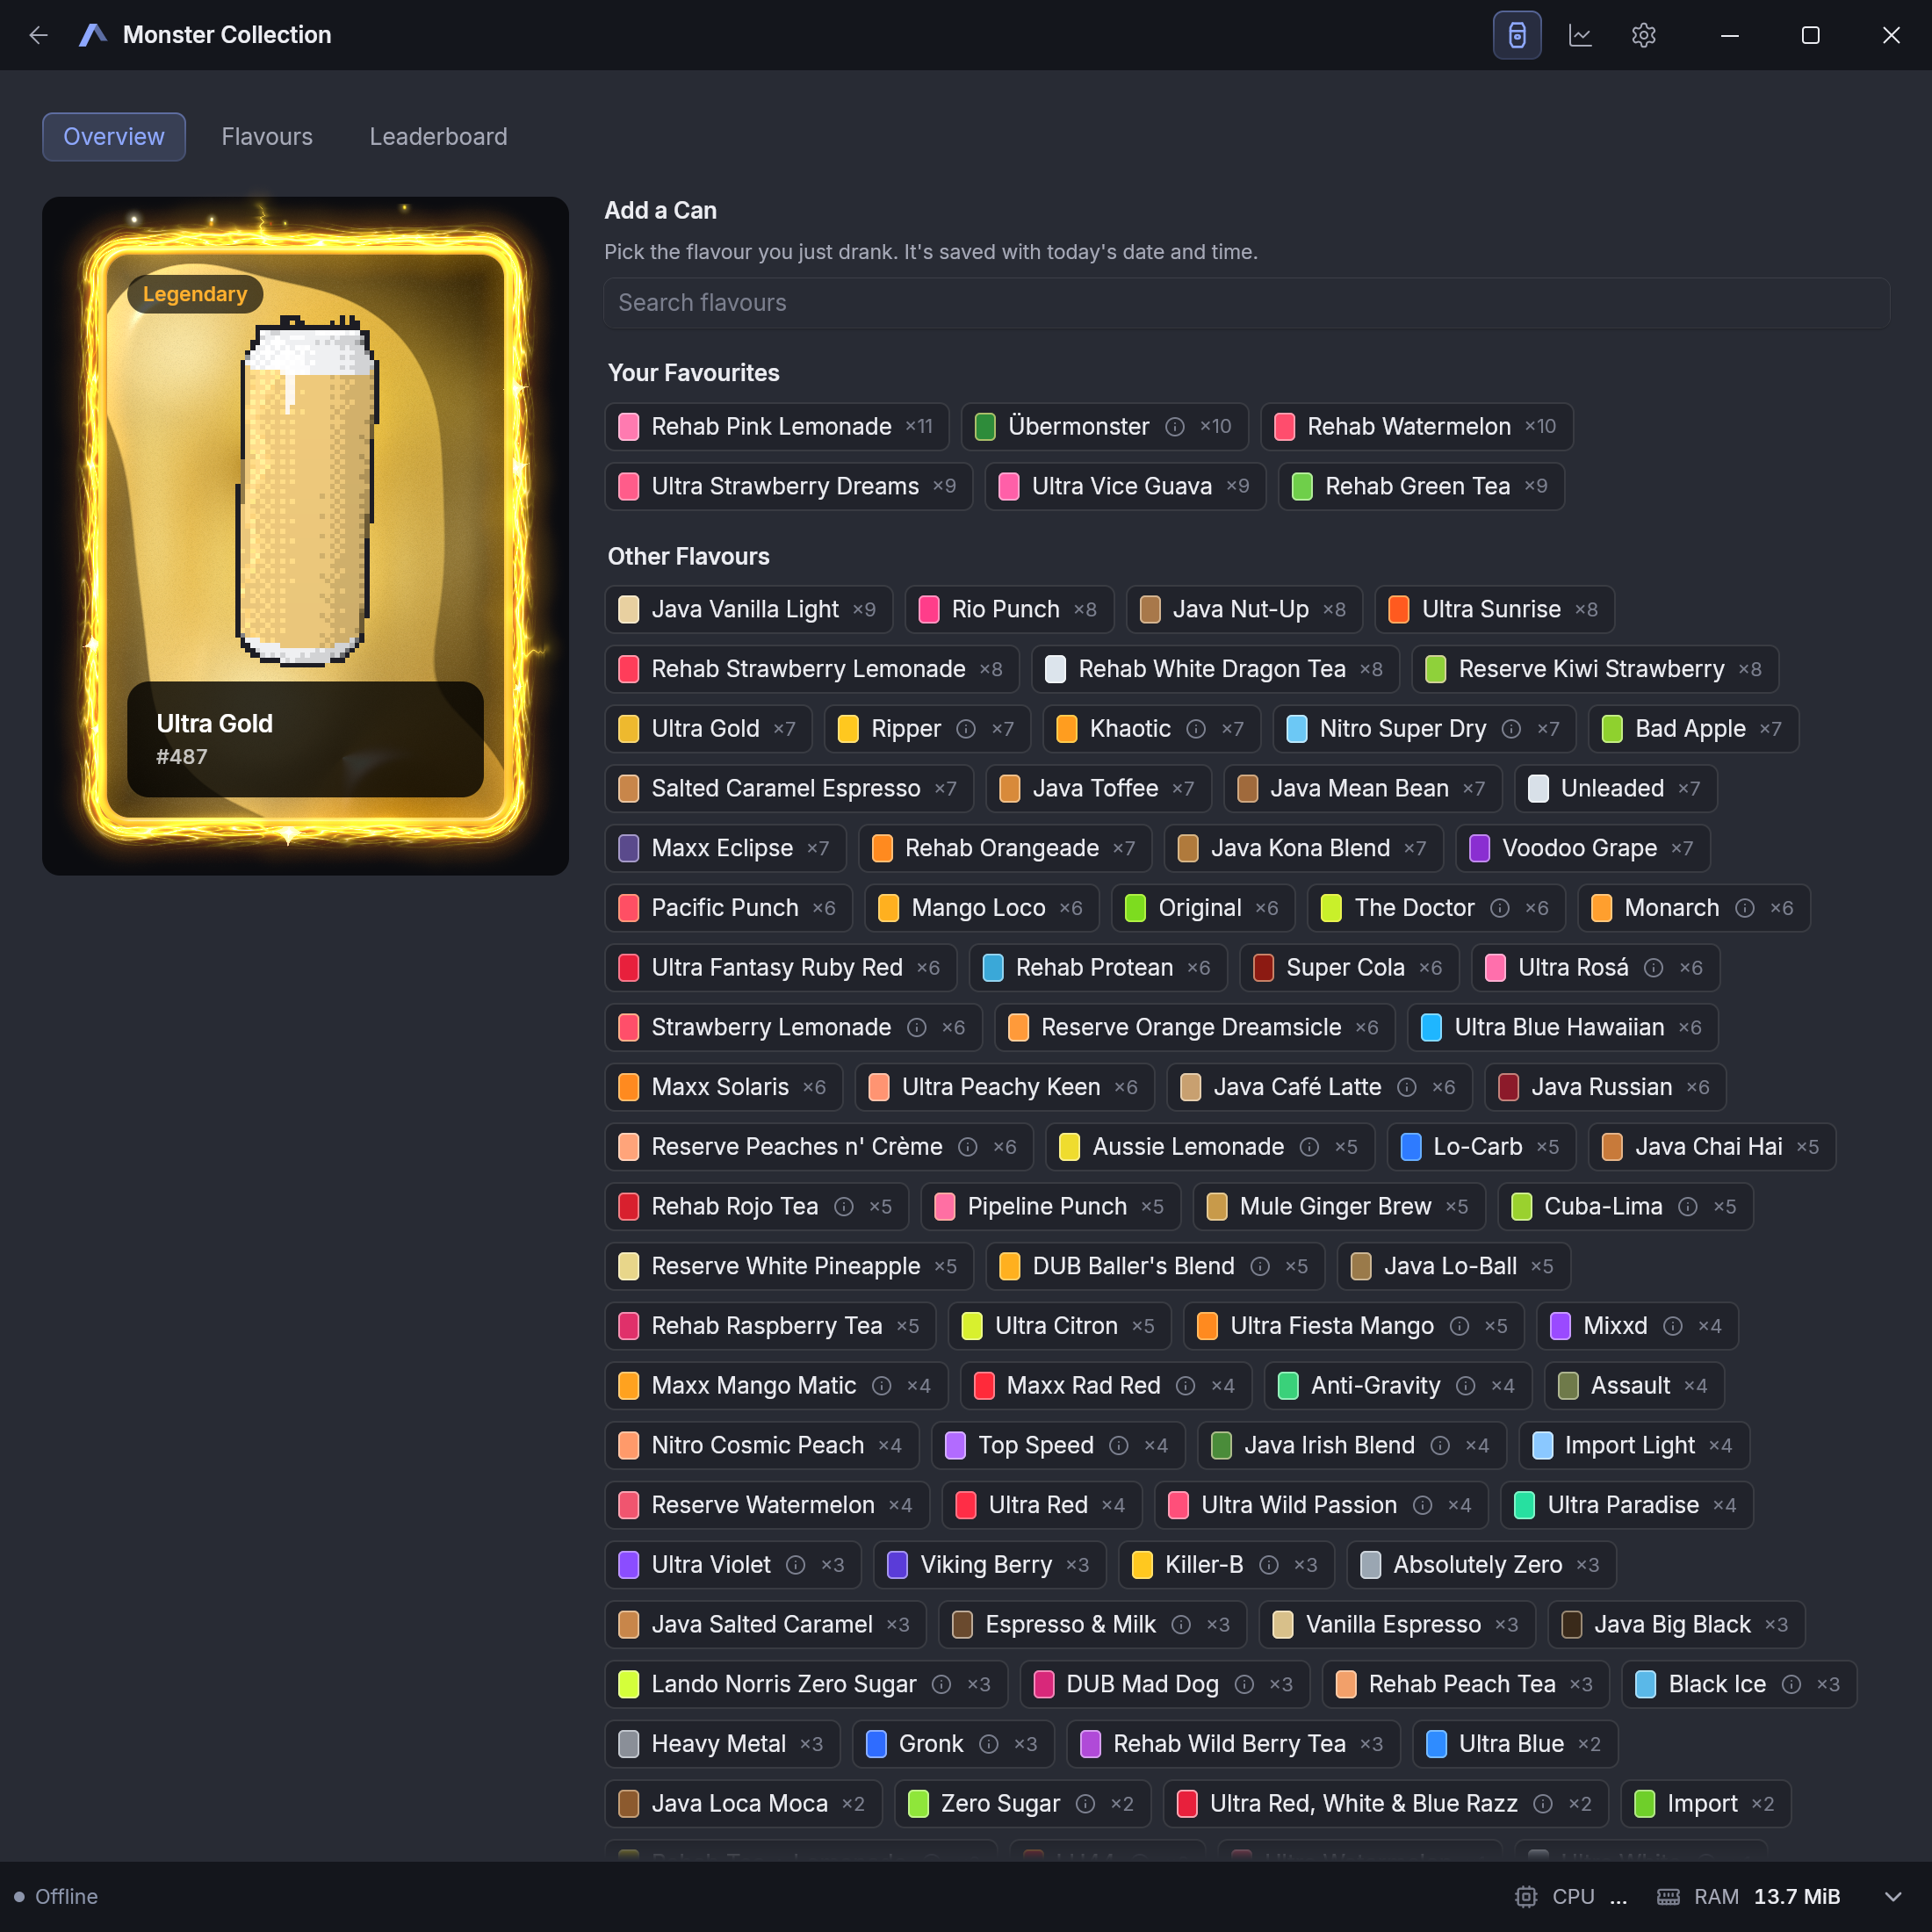 Monster Collection
Overview Flavours Leaderboard
Legendary
Ultra Gold
#487
Add a Can
Pick the flavour you just drank. It's saved with today's date and time.
Search flavours
Your Favourites
Rehab Pink Lemonade ×11 Übermonster ×10 Rehab Watermelon ×10
Ultra Strawberry Dreams ×9 Ultra Vice Guava ×9 Rehab Green Tea ×9
Other Flavours
Java Vanilla Light ×9 Rio Punch ×8 Java Nut-Up ×8 Ultra Sunrise ×8
Rehab Strawberry Lemonade ×8 Rehab White Dragon Tea ×8 Reserve Kiwi Strawberry ×8
Ultra Gold ×7 Ripper ×7 Khaotic ×7 Nitro Super Dry ×7 Bad Apple ×7
Salted Caramel Espresso ×7 Java Toffee ×7 Java Mean Bean ×7 Unleaded ×7
Maxx Eclipse ×7 Rehab Orangeade ×7 Java Kona Blend ×7 Voodoo Grape ×7
Pacific Punch ×6 Mango Loco ×6 Original ×6 The Doctor ×6 Monarch ×6
Ultra Fantasy Ruby Red ×6 Rehab Protean ×6 Super Cola ×6 Ultra Rosá ×6
Strawberry Lemonade ×6 Reserve Orange Dreamsicle ×6 Ultra Blue Hawaiian ×6
Maxx Solaris ×6 Ultra Peachy Keen ×6 Java Café Latte ×6 Java Russian ×6
Reserve Peaches n' Crème ×6 Aussie Lemonade ×5 Lo-Carb ×5 Java Chai Hai ×5
Rehab Rojo Tea ×5 Pipeline Punch ×5 Mule Ginger Brew ×5 Cuba-Lima ×5
Reserve White Pineapple ×5 DUB Baller's Blend ×5 Java Lo-Ball ×5
Rehab Raspberry Tea ×5 Ultra Citron ×5 Ultra Fiesta Mango ×5 Mixxd ×4
Maxx Mango Matic ×4 Maxx Rad Red ×4 Anti-Gravity ×4 Assault ×4
Nitro Cosmic Peach ×4 Top Speed ×4 Java Irish Blend ×4 Import Light ×4
Reserve Watermelon ×4 Ultra Red ×4 Ultra Wild Passion ×4 Ultra Paradise ×4
Ultra Violet ×3 Viking Berry ×3 Killer-B ×3 Absolutely Zero ×3
Java Salted Caramel ×3 Espresso & Milk ×3 Vanilla Espresso ×3 Java Big Black ×3
Lando Norris Zero Sugar ×3 DUB Mad Dog ×3 Rehab Peach Tea ×3 Black Ice ×3
Heavy Metal ×3 Gronk ×3 Rehab Wild Berry Tea ×3 Ultra Blue ×2
Java Loca Moca ×2 Zero Sugar ×2 Ultra Red, White & Blue Razz ×2 Import ×2
Offline CPU ... RAM 13.7 MiB